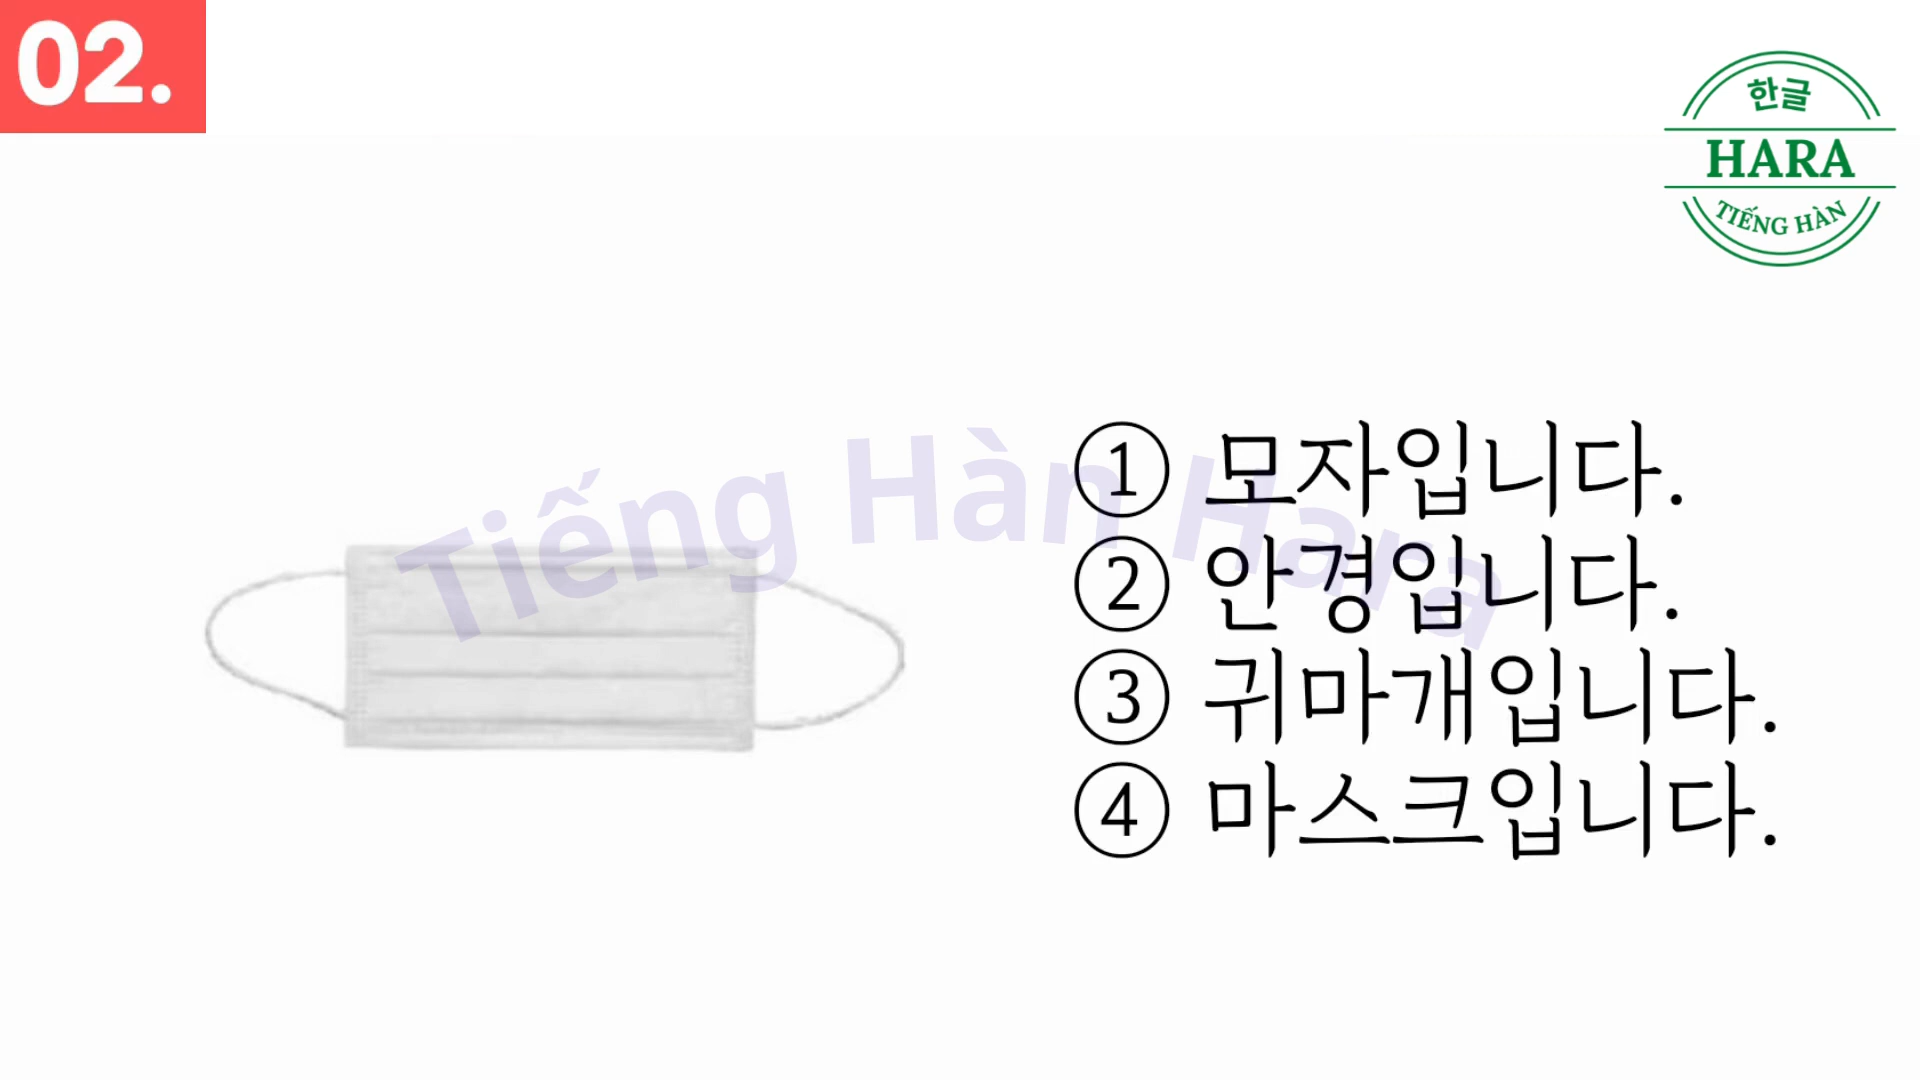 02.
한글
HARA
TIẾNG HÀN
Tiếng Hàn Hara
① 모자입니다.
② 안경입니다.
③ 귀마개입니다.
④ 마스크입니다.